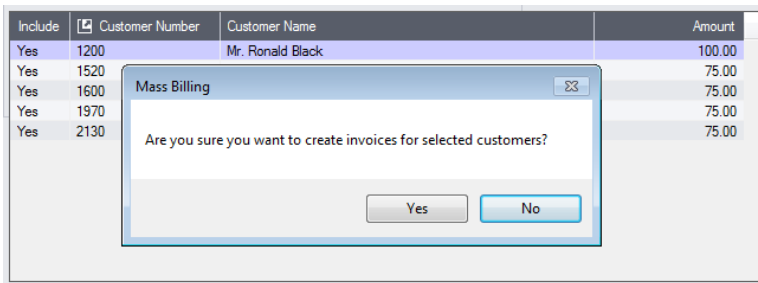 Include Customer Number Customer Name Amount
Yes 1200 Mr. Ronald Black 100.00
Yes 1520 75.00
Yes 1600 75.00
Yes 1970 75.00
Yes 2130 75.00
Mass Billing
Are you sure you want to create invoices for selected customers?
Yes No